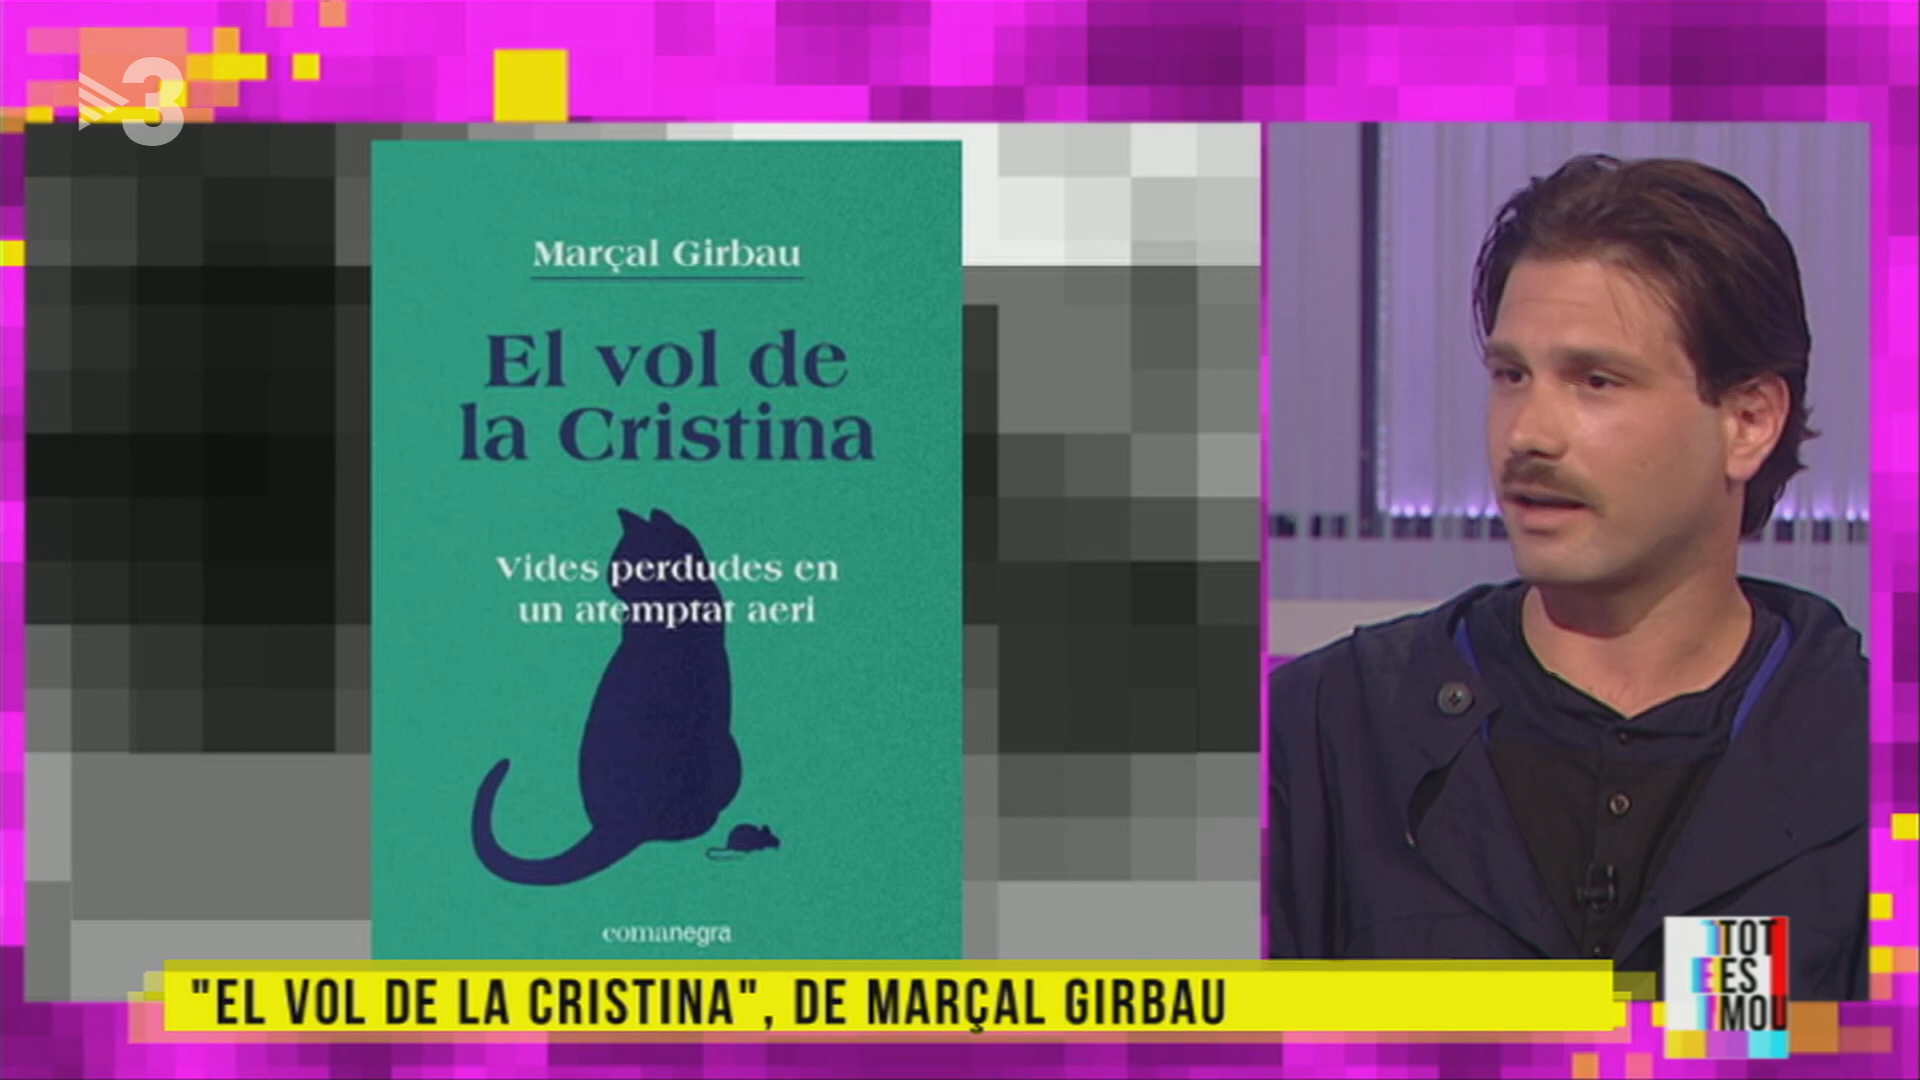 3
Marçal Girbau
El vol de
la Cristina
Vides perdudes en
un atemptat aeri
comanegra
"EL VOL DE LA CRISTINA", DE MARÇAL GIRBAU
TOT
ES
MOU